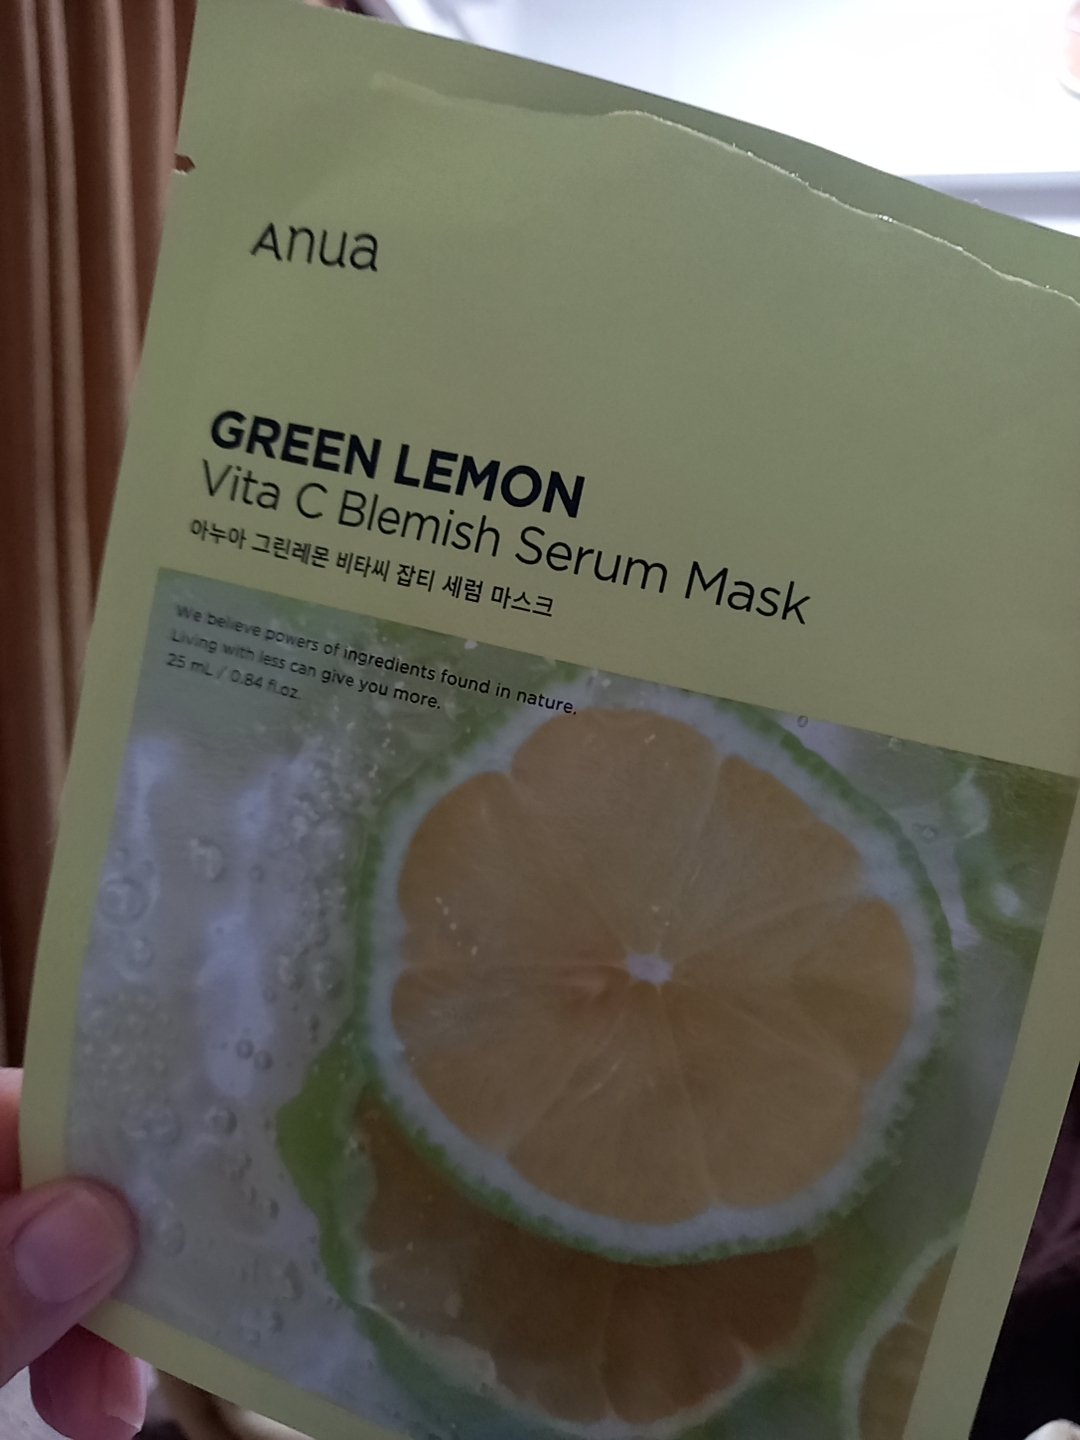 Anua
GREEN LEMON
Vita C Blemish Serum Mask
아누아 그린레몬 비타씨 잡티 세럼 마스크
We believe powers of ingredients found in nature.
Living with less can give you more.
25 mL / 0.84 fl.oz.